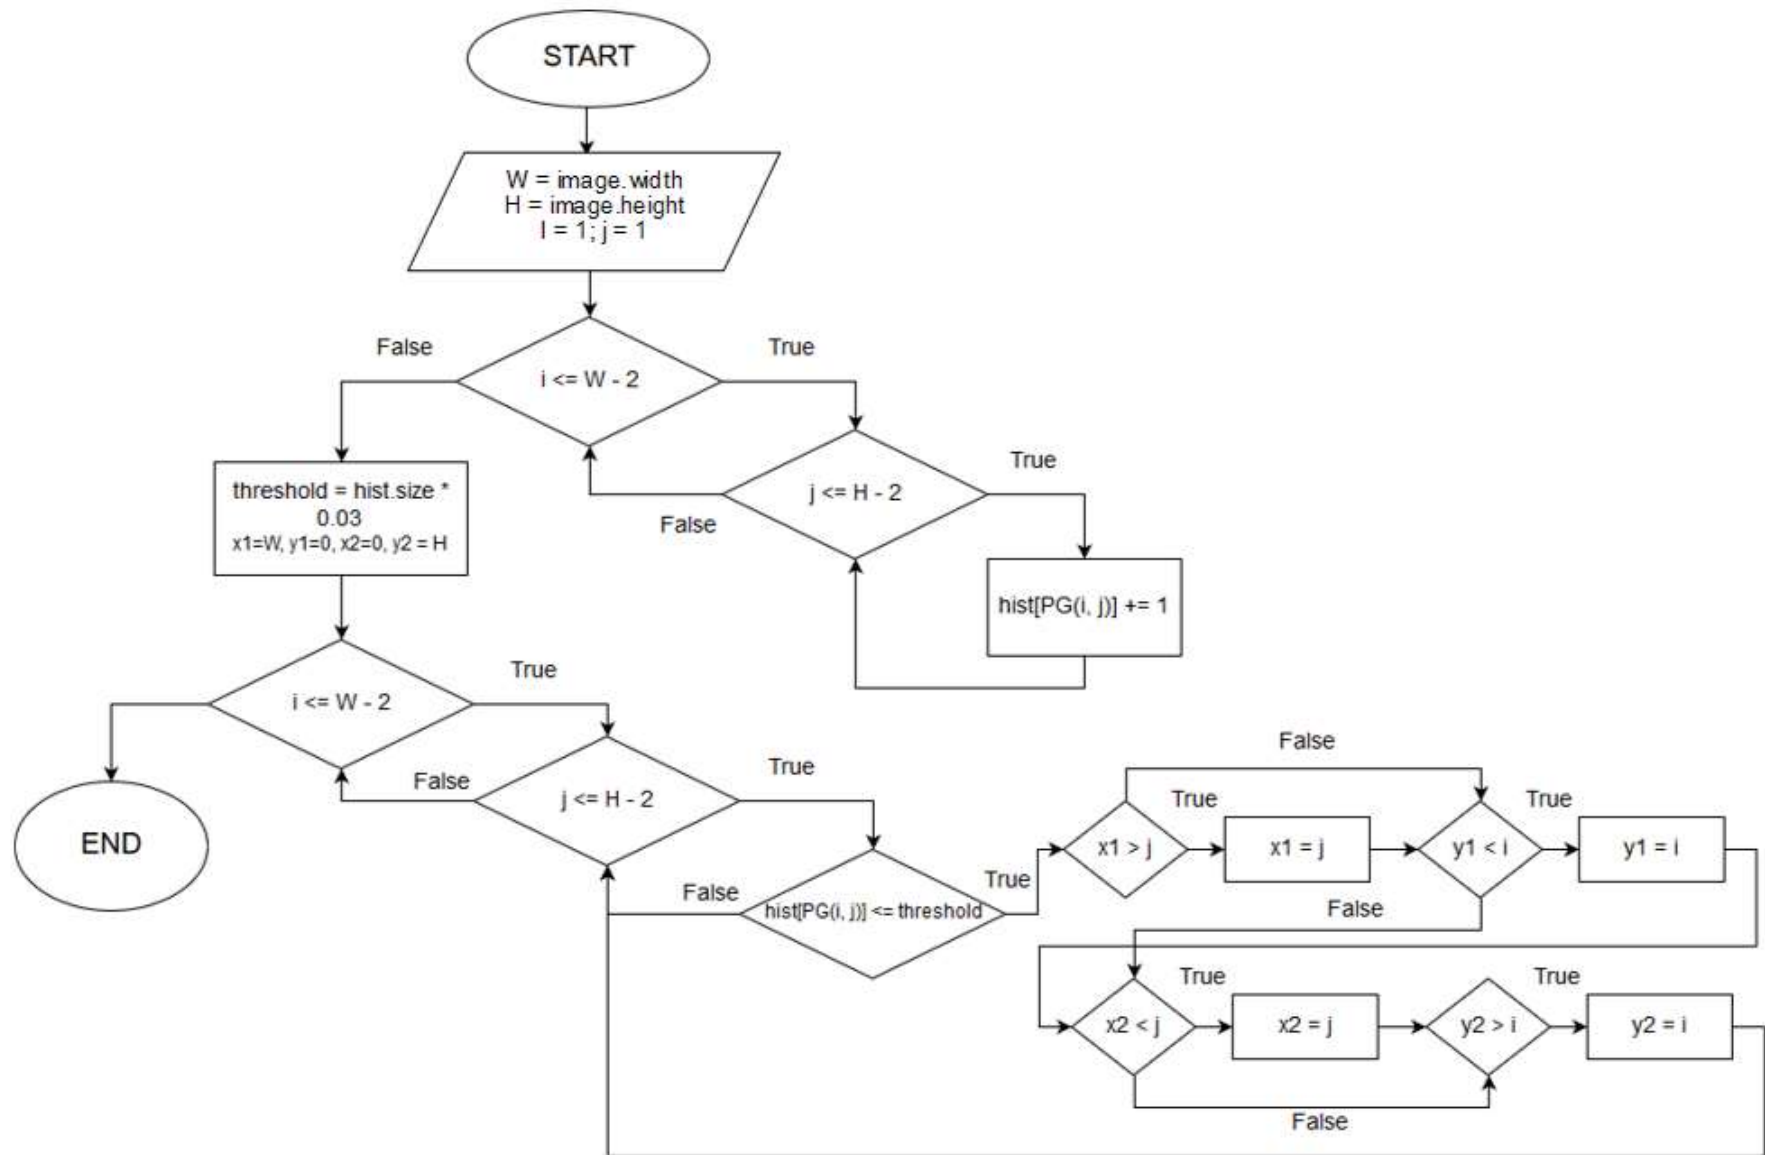 START
W = image.width
H = image.height
I = 1; j = 1
False
True
i <= W - 2
True
j <= H - 2
False
threshold = hist.size *
0.03
x1=W, y1=0, x2=0, y2 = H
hist[PG(i, j)] += 1
True
i <= W - 2
False
True
False
j <= H - 2
END
True
True
x1 > j
x1 = j
y1 < i
y1 = i
False
True
hist[PG(i, j)] <= threshold
False
True
True
x2 < j
x2 = j
y2 > i
y2 = i
False